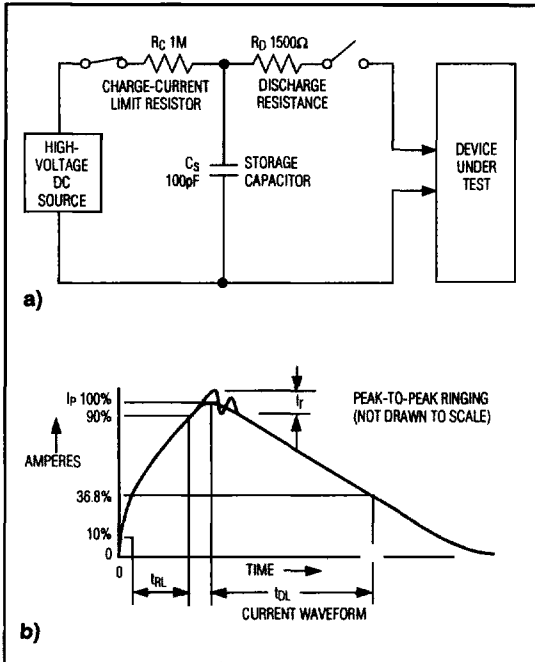 a)
RC 1M
CHARGE-CURRENT
LIMIT RESISTOR
RD 1500Ω
DISCHARGE
RESISTANCE
HIGH-
VOLTAGE
DC
SOURCE
CS
100pF
STORAGE
CAPACITOR
DEVICE
UNDER
TEST
b)
IP 100%
90%
AMPERES
36.8%
10%
0
0
tRL
TIME
tDL
CURRENT WAVEFORM
Ir
PEAK-TO-PEAK RINGING
(NOT DRAWN TO SCALE)